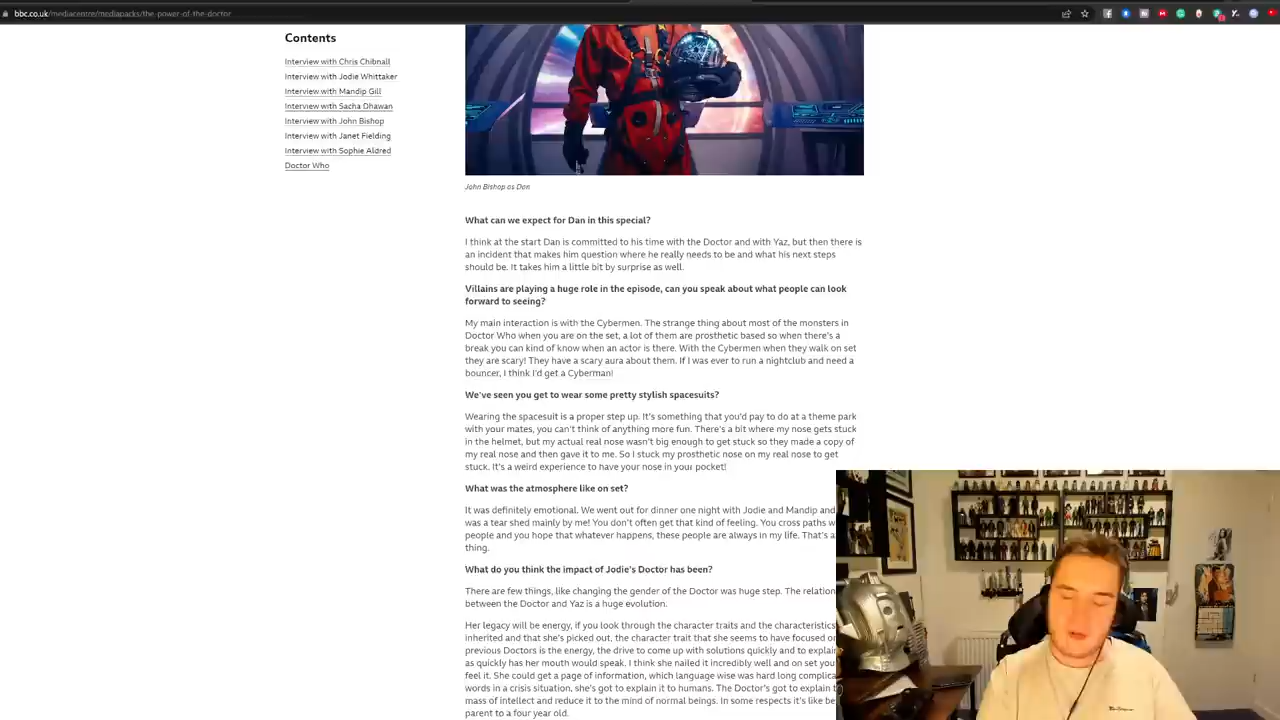 bbc.co.uk/mediacentre/mediapacks/the-power-of-the-doctor
Contents
Interview with Chris Chibnall
Interview with Jodie Whittaker
Interview with Mandip Gill
Interview with Sacha Dhawan
Interview with John Bishop
Interview with Janet Fielding
Interview with Sophie Aldred
Doctor Who
John Bishop as Dan
What can we expect for Dan in this special?
I think at the start Dan is committed to his time with the Doctor and with Yaz, but then there is
an incident that makes him question where he really needs to be and what his next steps
should be. It takes him a little bit by surprise as well.
Villains are playing a huge role in the episode, can you speak about what people can look
forward to seeing?
My main interaction is with the Cybermen. The strange thing about most of the monsters in
Doctor Who when you are on the set, a lot of them are prosthetic based so when there's a
break you can kind of know when an actor is there. With the Cybermen when they walk on set
they are scary! They have a scary aura about them. If I was ever to run a nightclub and need a
bouncer, I think I'd get a Cyberman!
We've seen you get to wear some pretty stylish spacesuits?
Wearing the spacesuit is a proper step up. It's something that you'd pay to do at a theme park
with your mates, you can't think of anything more fun. There's a bit where my nose gets stuck
in the helmet, but my actual real nose wasn't big enough to get stuck so they made a copy of
my real nose and then gave it to me. So I stuck my prosthetic nose on my real nose to get
stuck. It's a weird experience to have your nose in your pocket!
What was the atmosphere like on set?
It was definitely emotional. We went out for dinner one night with Jodie and Mandip and
was a tear shed mainly by me! You don't often get that kind of feeling. You cross paths w
people and you hope that whatever happens, these people are always in my life. That's a
thing.
What do you think the impact of Jodie's Doctor has been?
There are few things, like changing the gender of the Doctor was huge step. The relation
between the Doctor and Yaz is a huge evolution.
Her legacy will be energy, if you look through the character traits and the characteristics
inherited and that she's picked out, the character trait that she seems to have focused on
previous Doctors is the energy, the drive to come up with solutions quickly and to explain
as quickly has her mouth would speak. I think she nailed it incredibly well and on set you
feel it. She could get a page of information, which language wise was hard long complica
words in a crisis situation, she's got to explain it to humans. The Doctor's got to explain t
mass of intellect and reduce it to the mind of normal beings. In some respects it's like be
parent to a four year old.